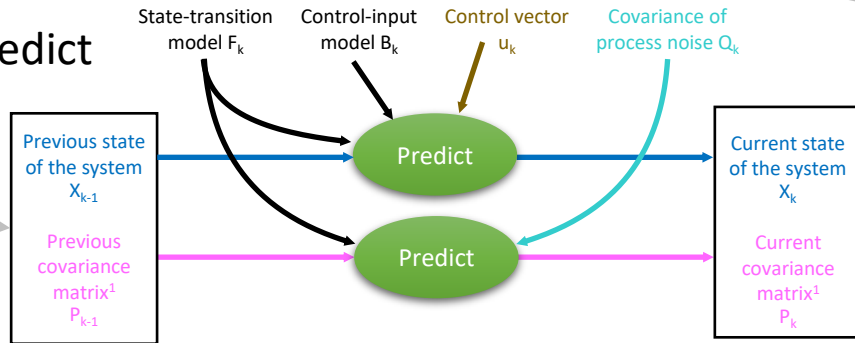 State-transition
model Fₖ
Control-input
model Bₖ
Control vector
uₖ
Covariance of
process noise Qₖ
edict
Previous state
of the system
Xₖ₋₁
Predict
Current state
of the system
Xₖ
Previous
covariance
matrix¹
Pₖ₋₁
Predict
Current
covariance
matrix¹
Pₖ